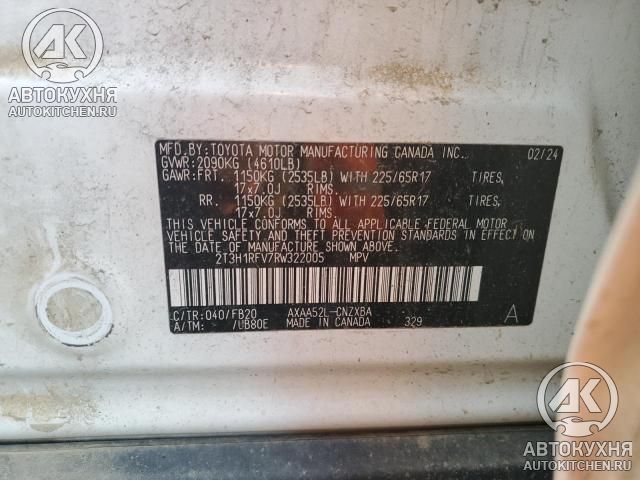 AK
АВТОКУХНЯ
AUTOKITCHEN.RU
MFD.BY:TOYOTA MOTOR MANUFACTURING CANADA INC. 02/24
GVWR:2090KG (4610LB)
GAWR:FRT. 1150KG (2535LB) WITH 225/65R17 TIRES,
17x7.0J RIMS,
RR. 1150KG (2535LB) WITH 225/65R17 TIRES,
17x7.0J RIMS,
THIS VEHICLE CONFORMS TO ALL APPLICABLE FEDERAL MOTOR
VEHICLE SAFETY AND THEFT PREVENTION STANDARDS IN EFFECT ON
THE DATE OF MANUFACTURE SHOWN ABOVE.
2T3H1RFV7RW322005 MPV
C/TR:040/FB20 AXAA52L-CNZXBA A
A/TM: /UB80E MADE IN CANADA 329
AK
АВТОКУХНЯ
AUTOKITCHEN.RU